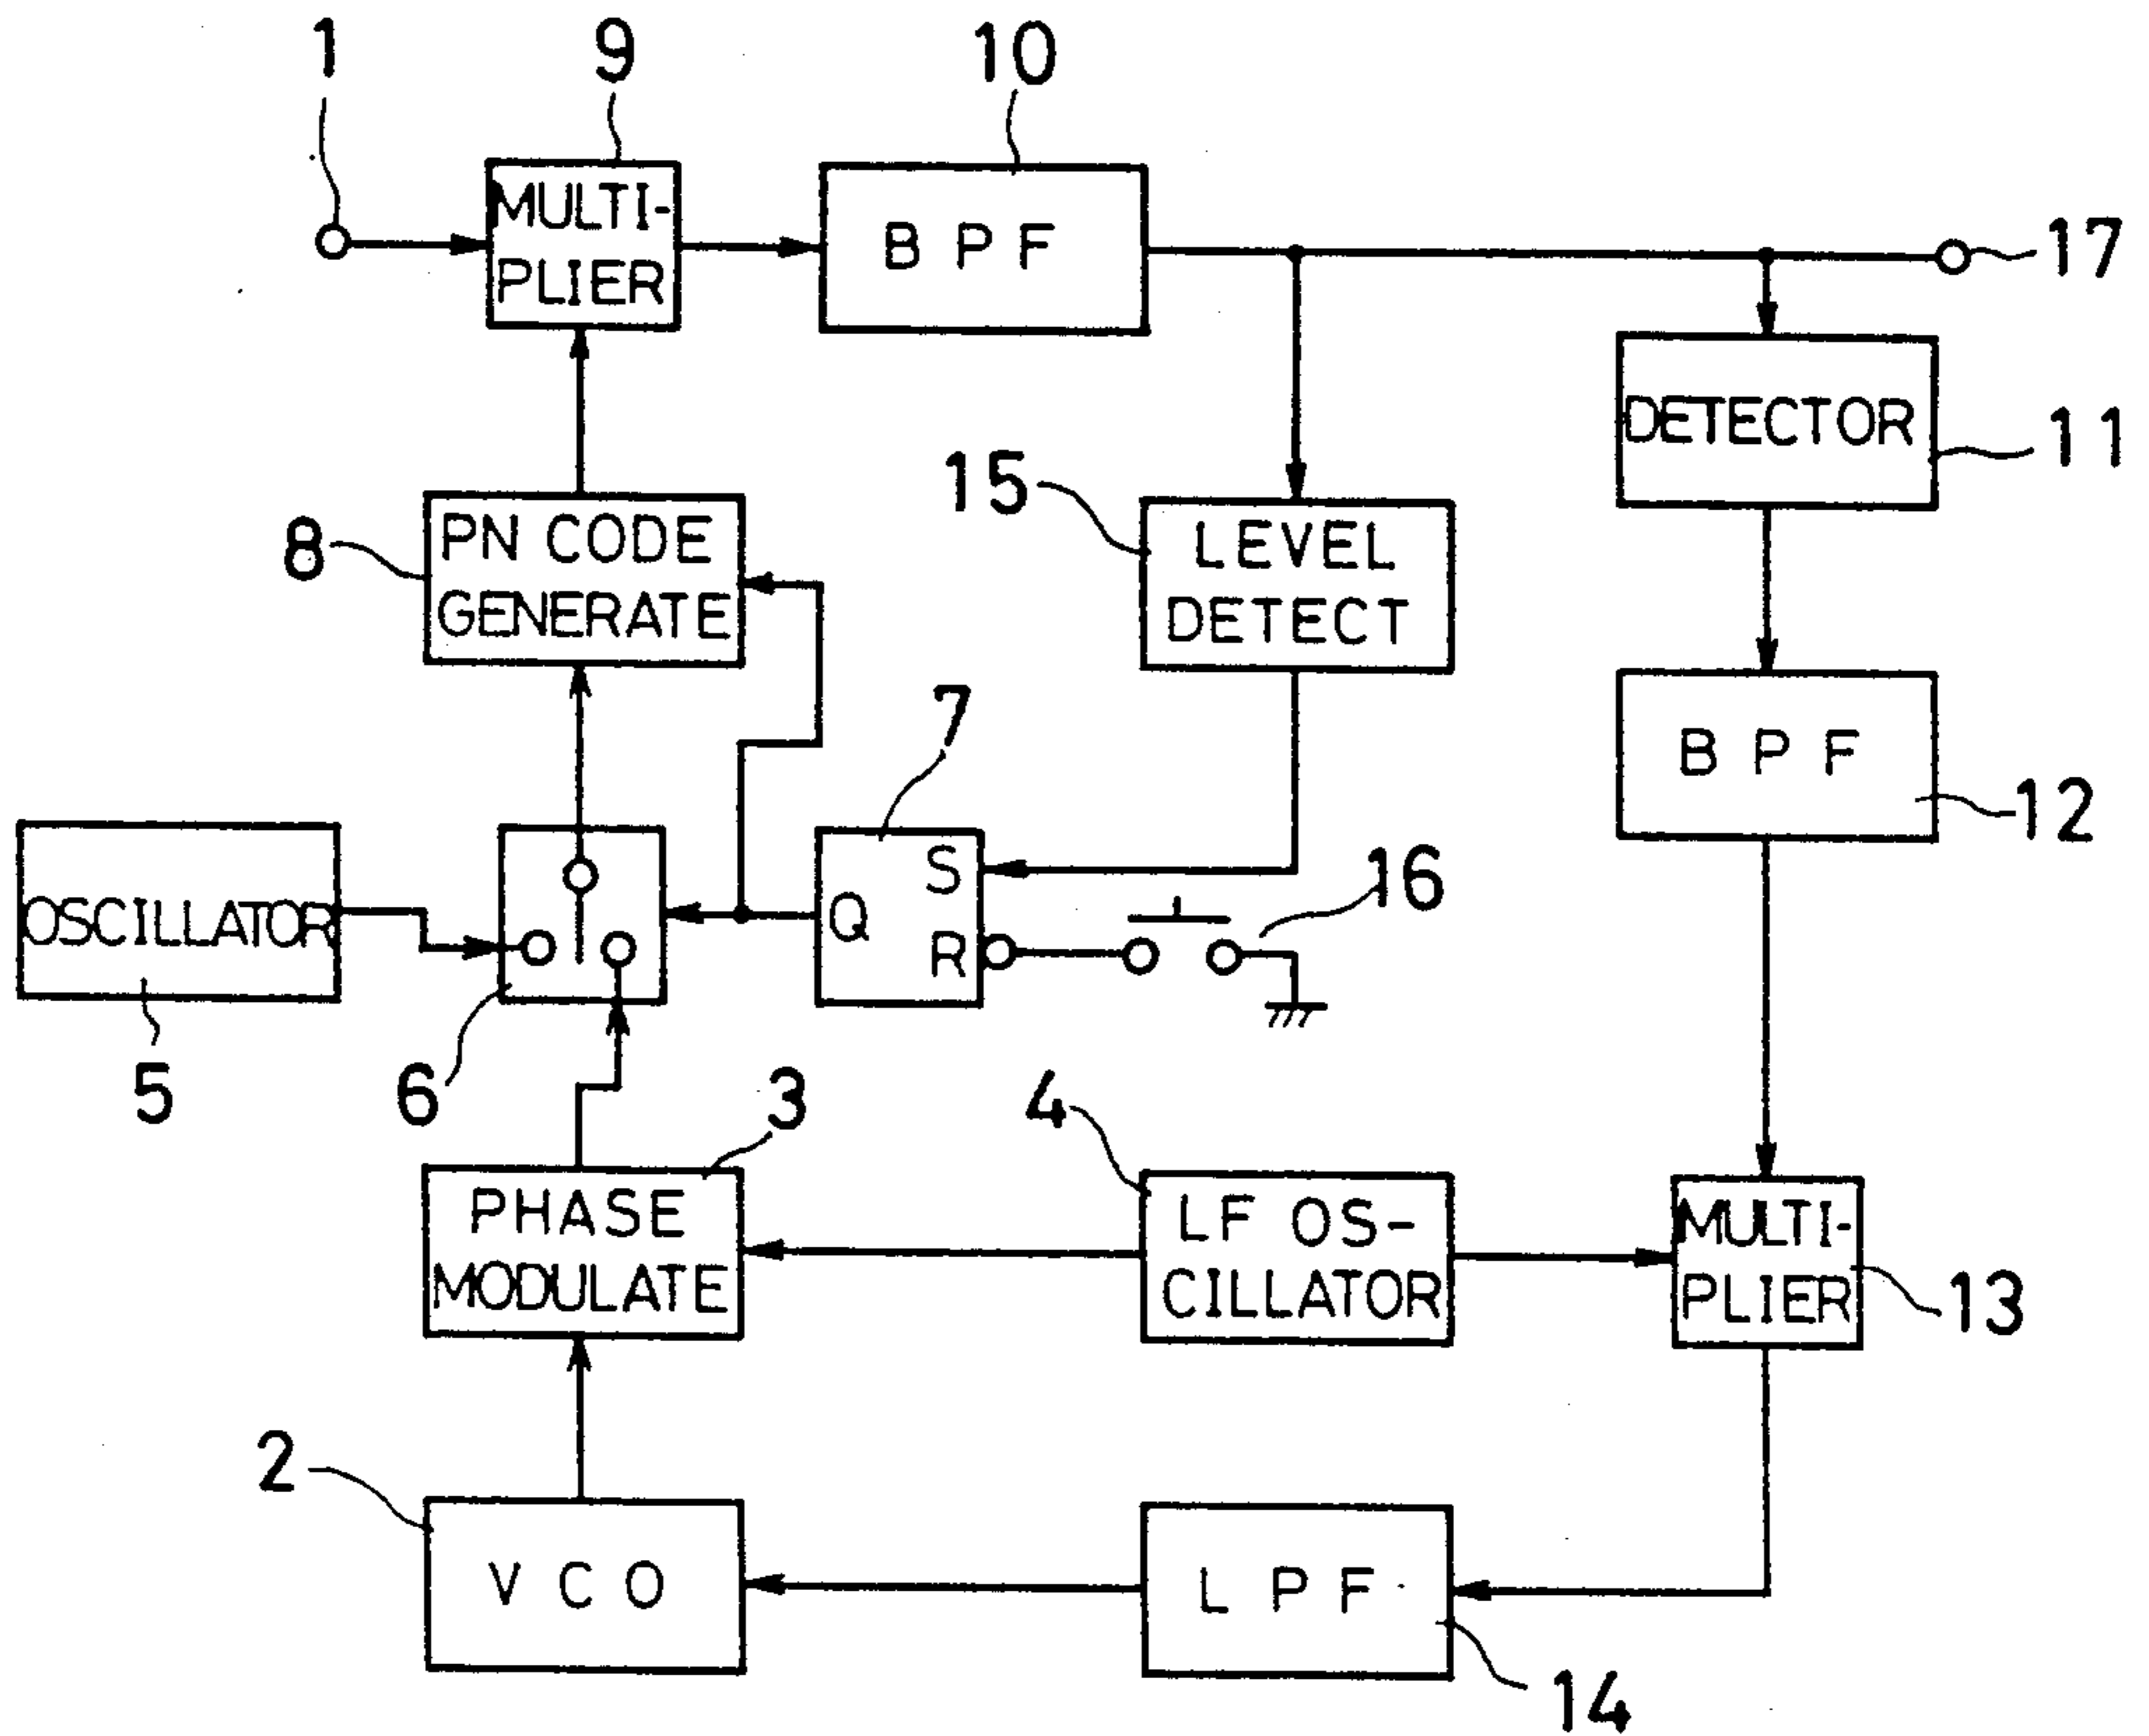 1
9
10
MULTI-
PLIER
B P F
17
DETECTOR
11
15
LEVEL
DETECT
8
PN CODE
GENERATE
7
B P F
12
OSCILLATOR
5
6
S
Q
R
16
3
PHASE
MODULATE
4
LF OS-
CILLATOR
MULTI-
PLIER
13
2
V C O
L P F
14